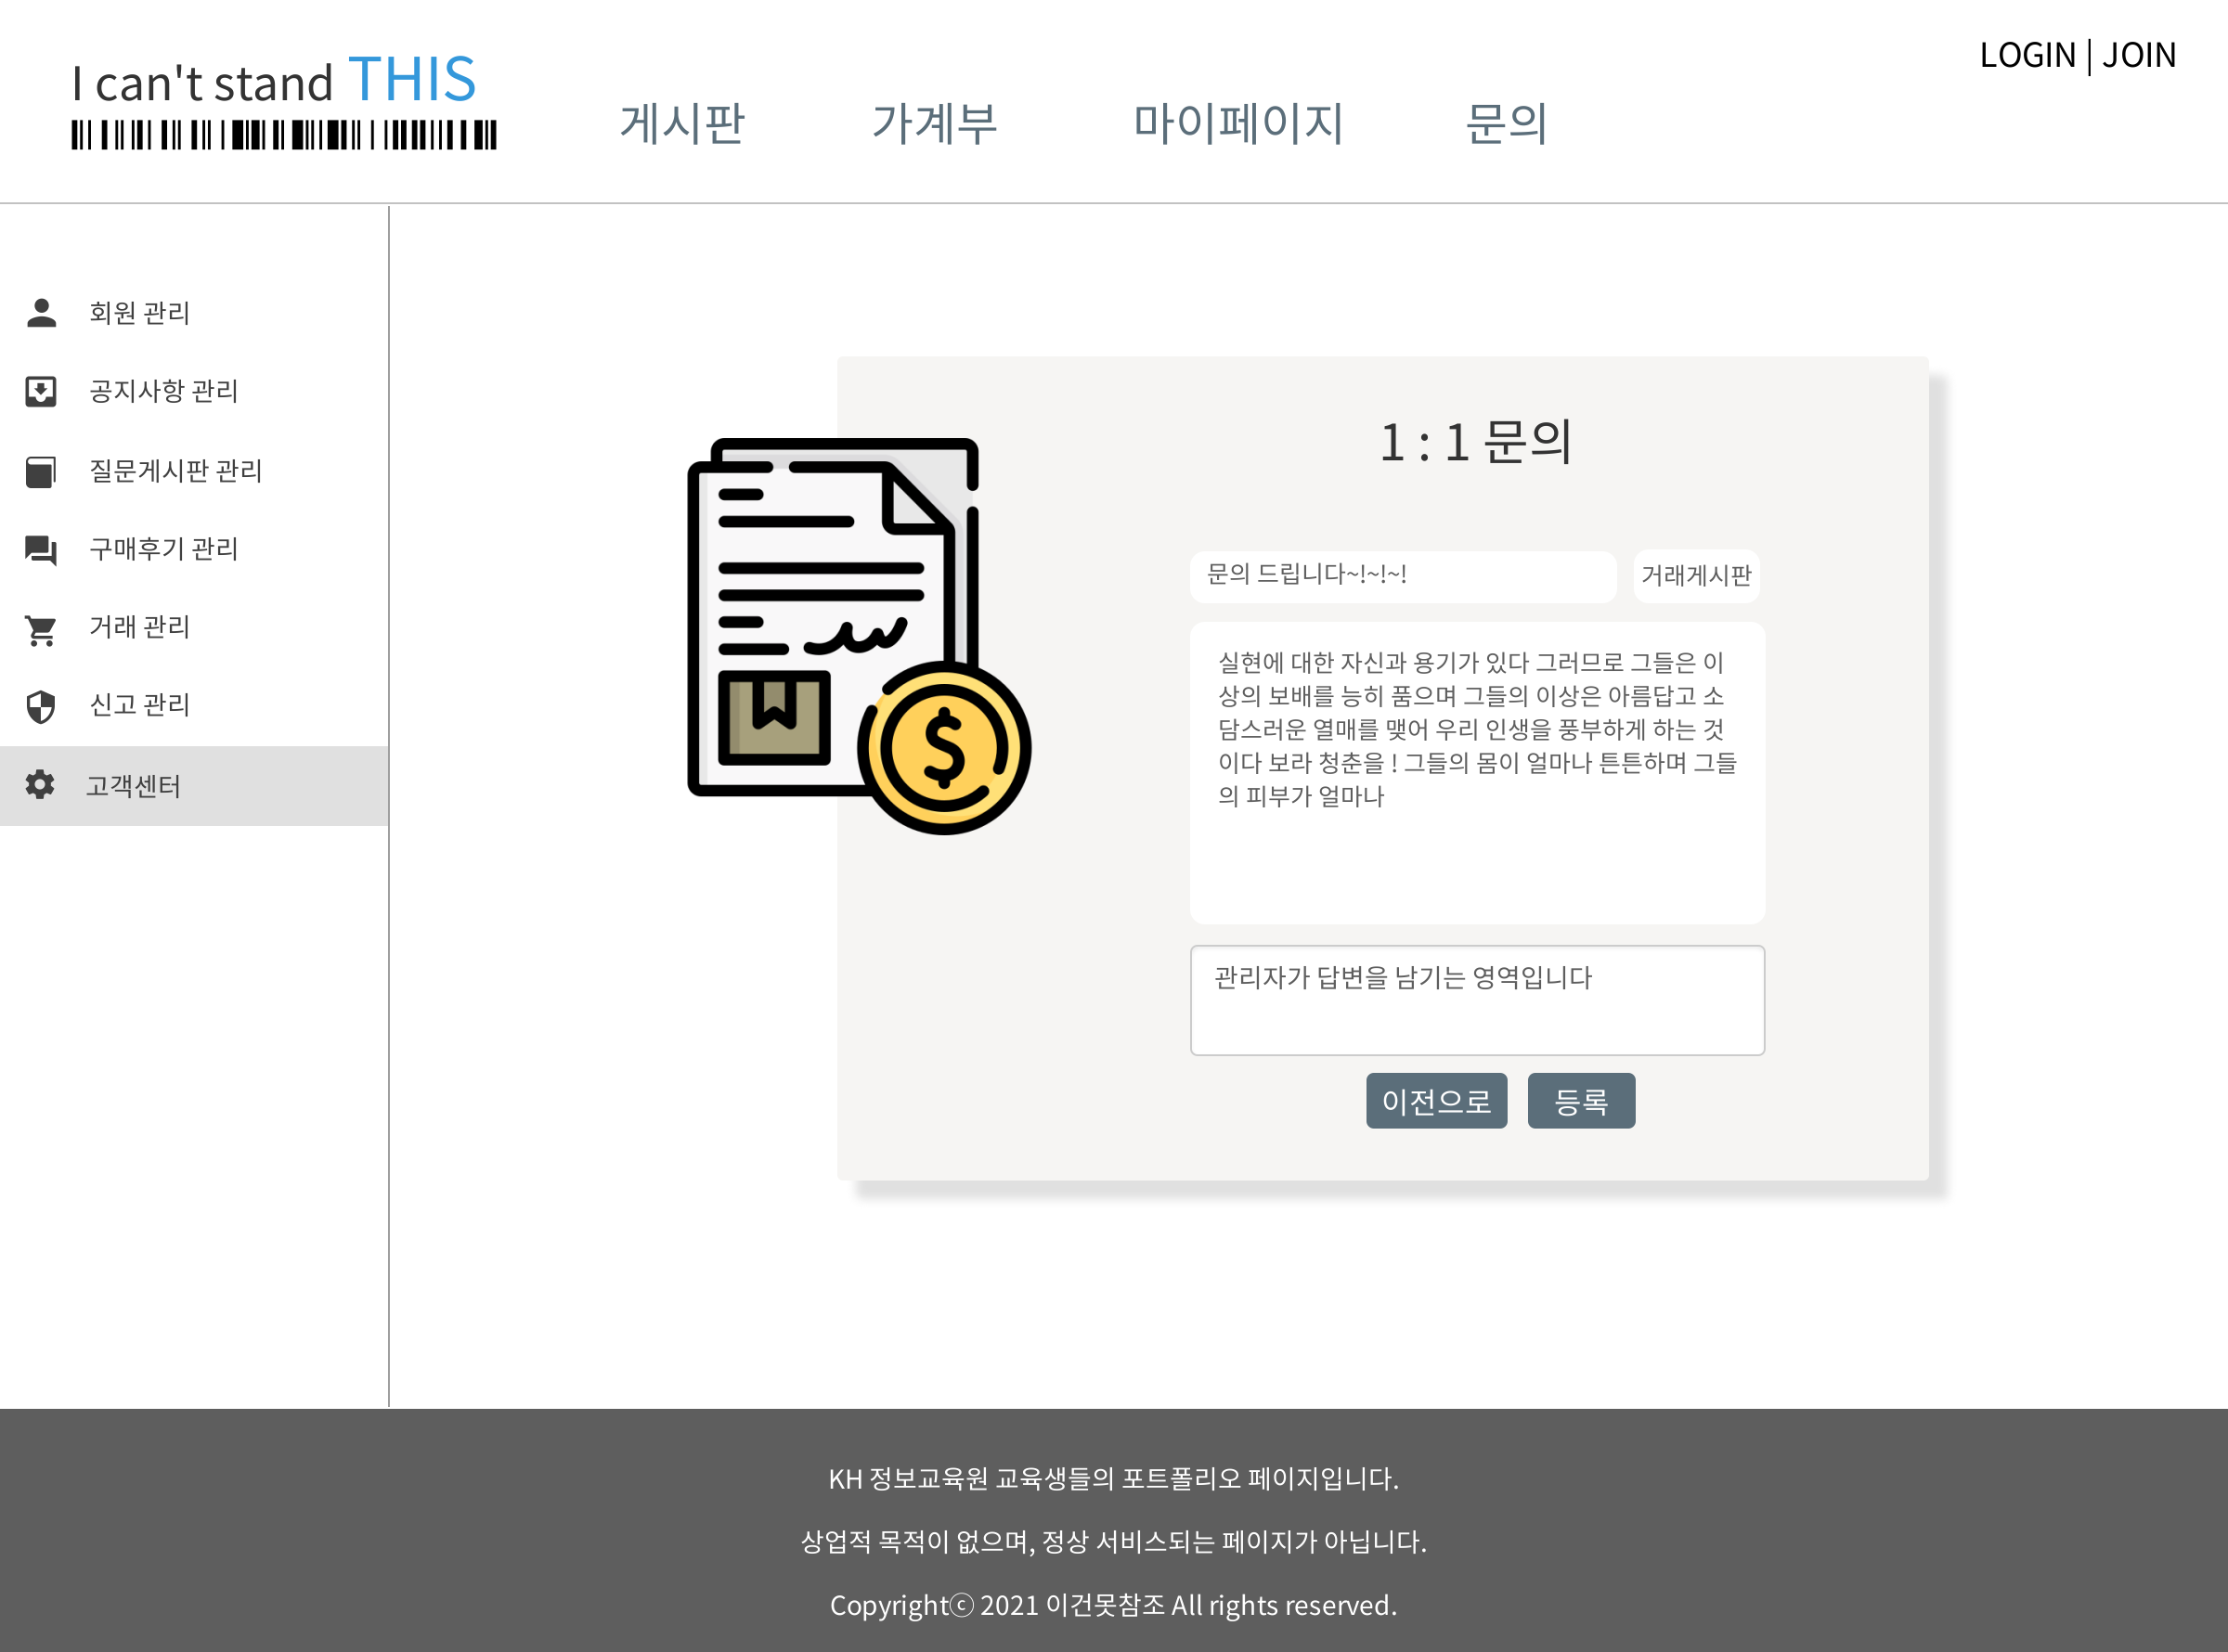 LOGIN | JOIN
I can't stand THIS
게시판 가계부 마이페이지 문의
회원 관리
공지사항 관리
질문게시판 관리
구매후기 관리
거래 관리
신고 관리
고객센터
1 : 1 문의
문의 드립니다~!~!~! 거래게시판
실현에 대한 자신과 용기가 있다 그러므로 그들은 이
상의 보배를 능히 품으며 그들의 이상은 아름답고 소
담스러운 열매를 맺어 우리 인생을 풍부하게 하는 것
이다 보라 청춘을 ! 그들의 몸이 얼마나 튼튼하며 그들
의 피부가 얼마나
관리자가 답변을 남기는 영역입니다
이전으로 등록
KH 정보교육원 교육생들의 포트폴리오 페이지입니다.
상업적 목적이 없으며, 정상 서비스되는 페이지가 아닙니다.
Copyrightⓒ 2021 이건못참조 All rights reserved.